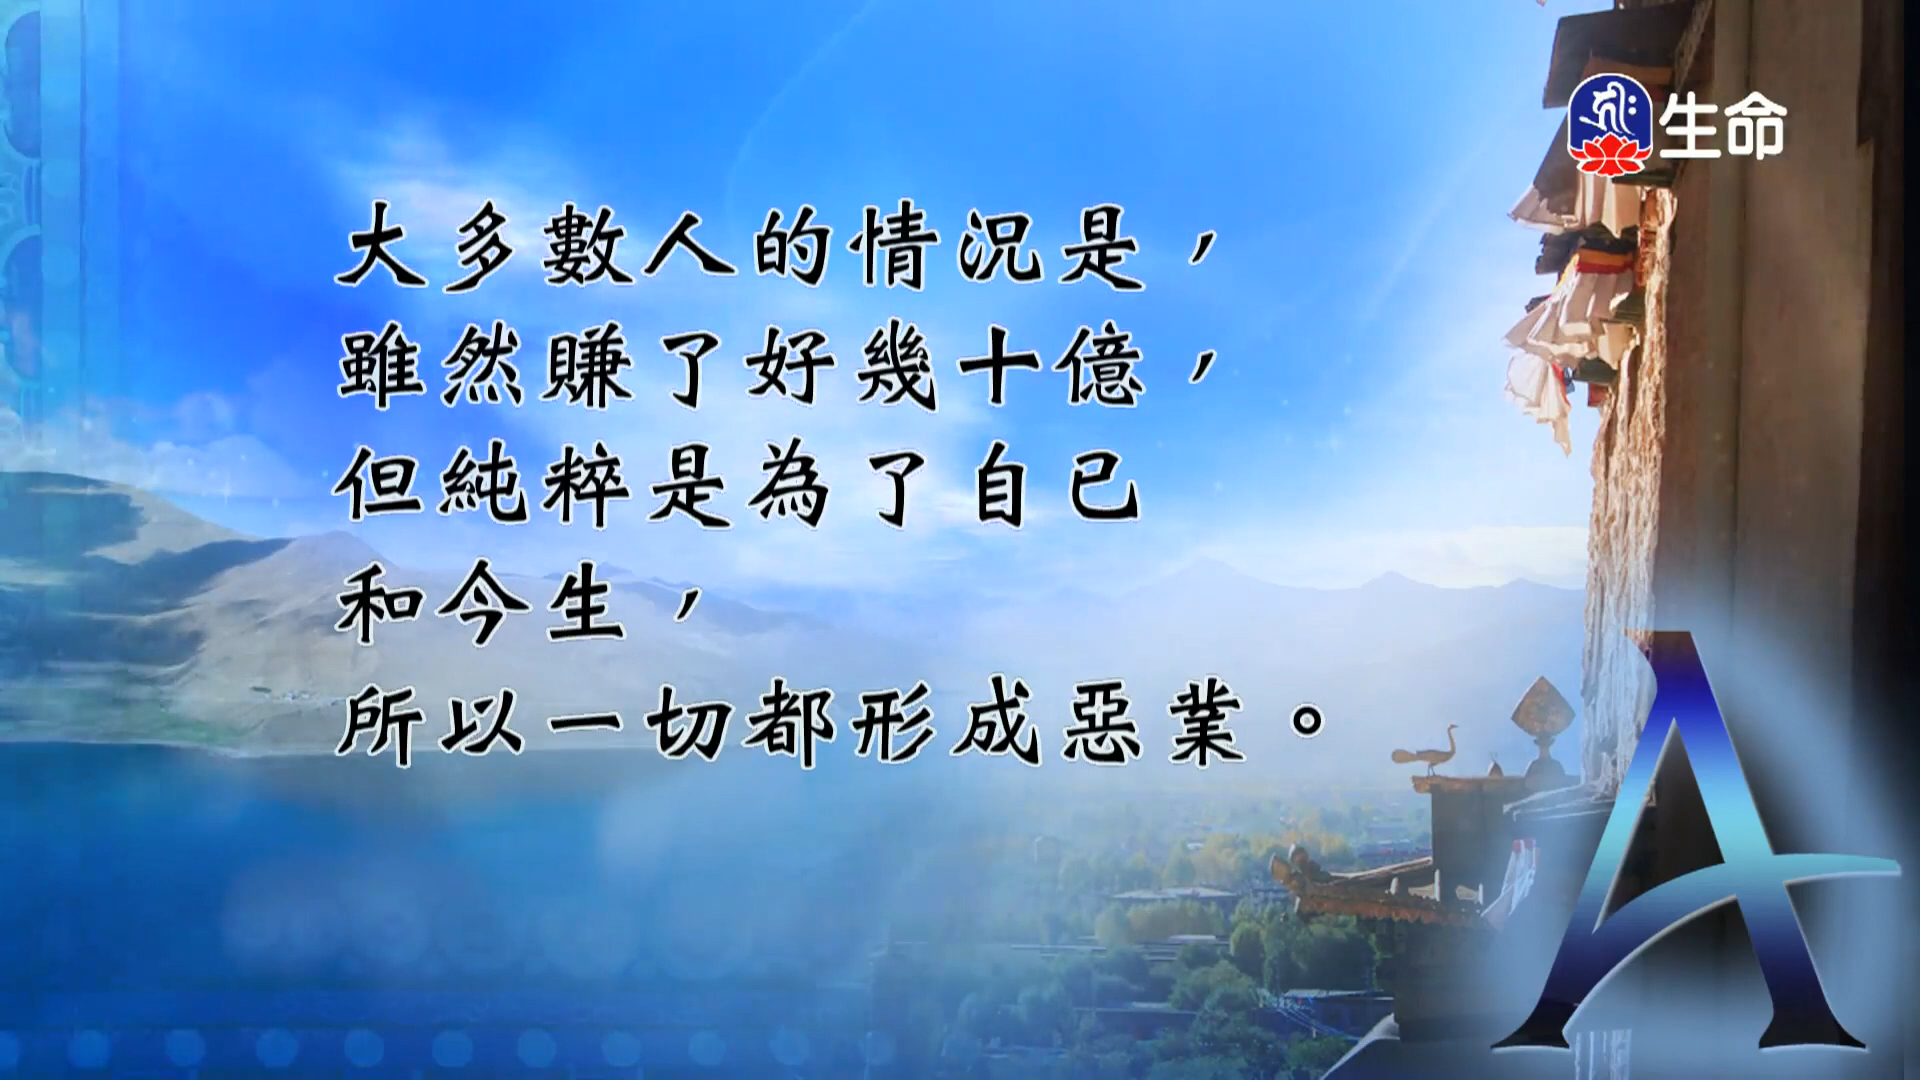 生命
大多數人的情況是，
雖然賺了好幾十億，
但純粹是為了自已
和今生，
所以一切都形成惡業。
A